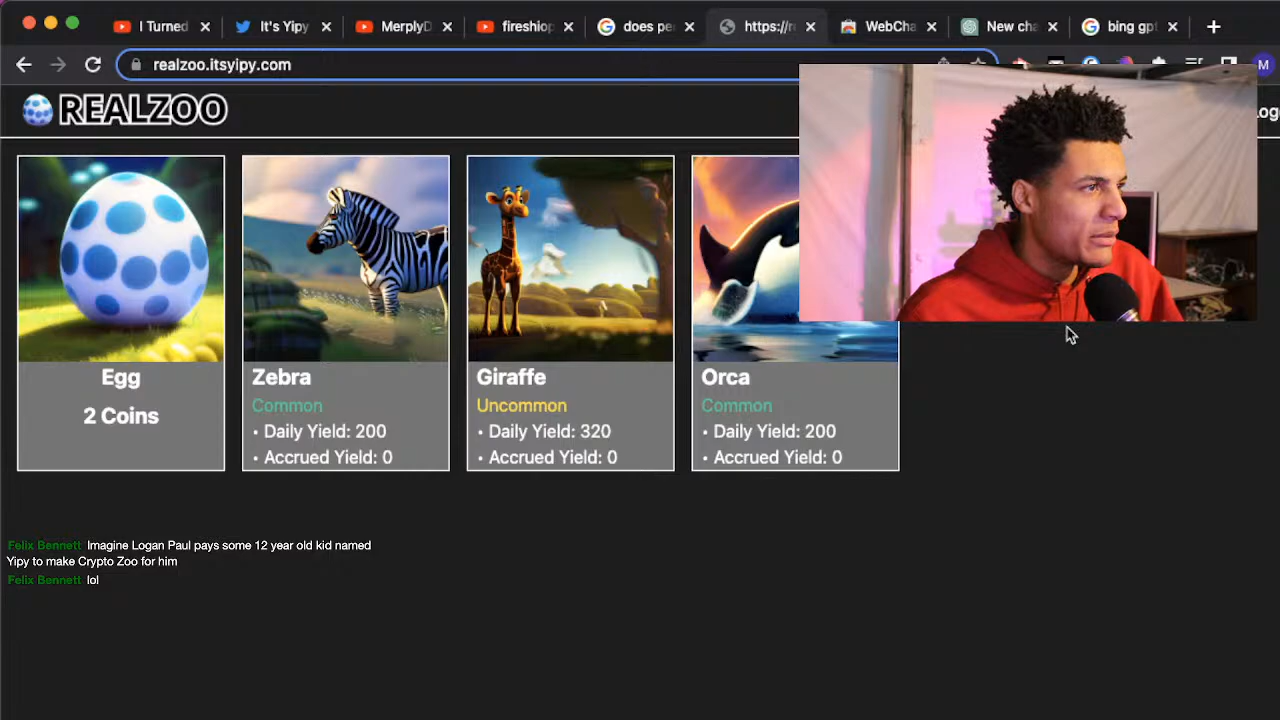 I Turned
It's Yipy
MerplyD
fireship
does pe
https://r
WebCha
New cha
bing gpt
realzoo.itsyipy.com
M
REALZOO
Log
Egg
2 Coins
Zebra
Common
• Daily Yield: 200
• Accrued Yield: 0
Giraffe
Uncommon
• Daily Yield: 320
• Accrued Yield: 0
Orca
Common
• Daily Yield: 200
• Accrued Yield: 0
Felix Bennett Imagine Logan Paul pays some 12 year old kid named
Yipy to make Crypto Zoo for him
Felix Bennett lol